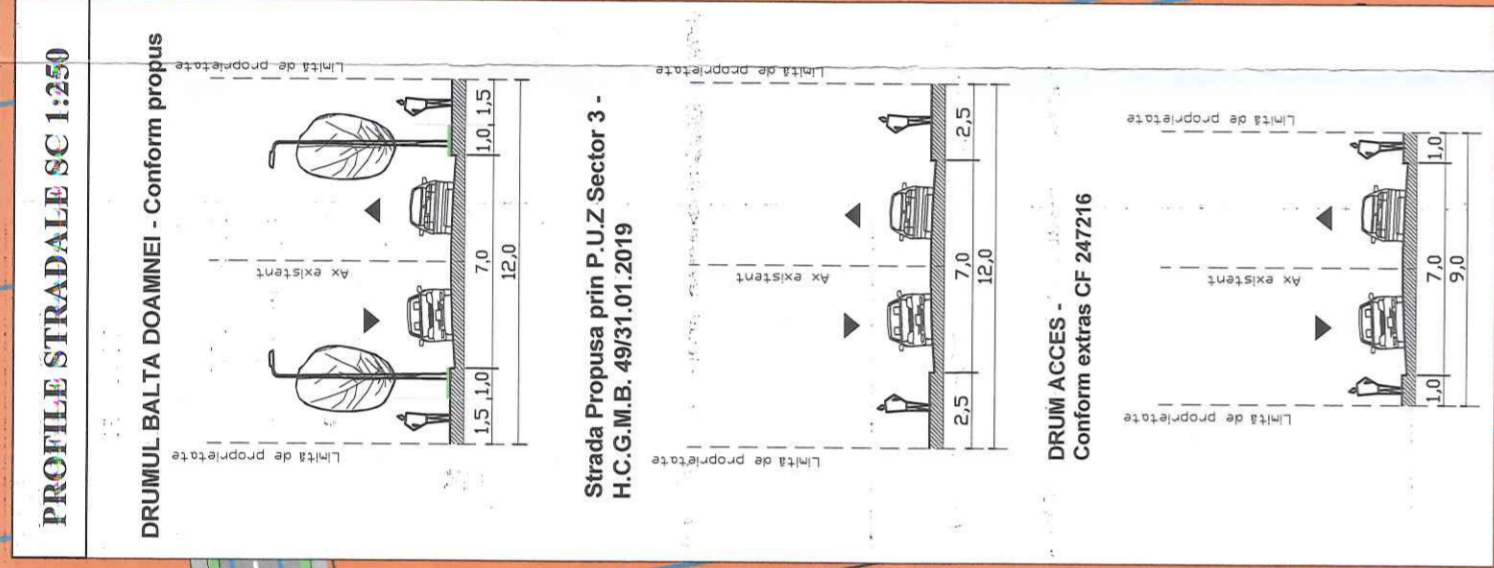 PROFILE STRADALE SC 1:250
DRUMUL BALTA DOAMNEI - Conform propus
Limită de proprietate
Ax existent
Limită de proprietate
1,5 1,0 7,0 1,0 1,5
12,0
Strada Propusa prin P.U.Z Sector 3 -
H.C.G.M.B. 49/31.01.2019
Limită de proprietate
Ax existent
Limită de proprietate
2,5 7,0 2,5
12,0
DRUM ACCES -
Conform extras CF 247216
Limită de proprietate
Ax existent
Limită de proprietate
1,0 7,0 1,0
9,0